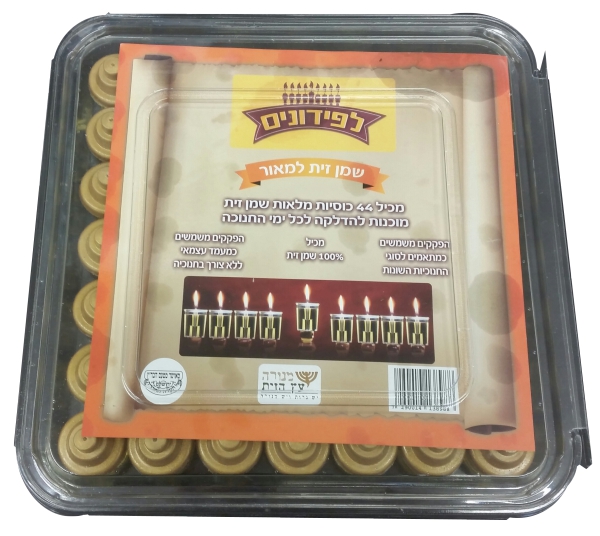 לפידונים
שמן זית למאור
מכיל 44 כוסיות מלאות שמן זית
מוכנות להדלקה לכל ימי החנוכה
הפקקים משמשים
כמתאמים לסוגי
החנוכיות השונות
מכיל
100% שמן זית
הפקקים משמשים
כמעמד עצמאי
ללא צורך בחנוכיה
מנורה
עץ הזית